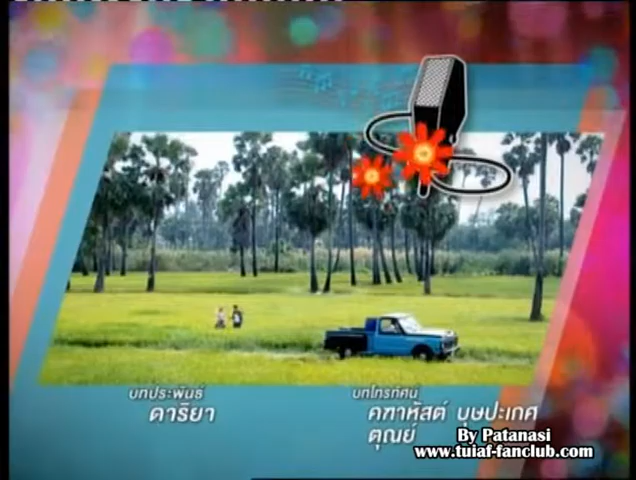 บทประพันธ์
ดาริยา
บทโทรทัศน์
คฑาหัสต์ บุษปะเกศ
ตุณย์
By Patanasi
www.tuiaf-fanclub.com